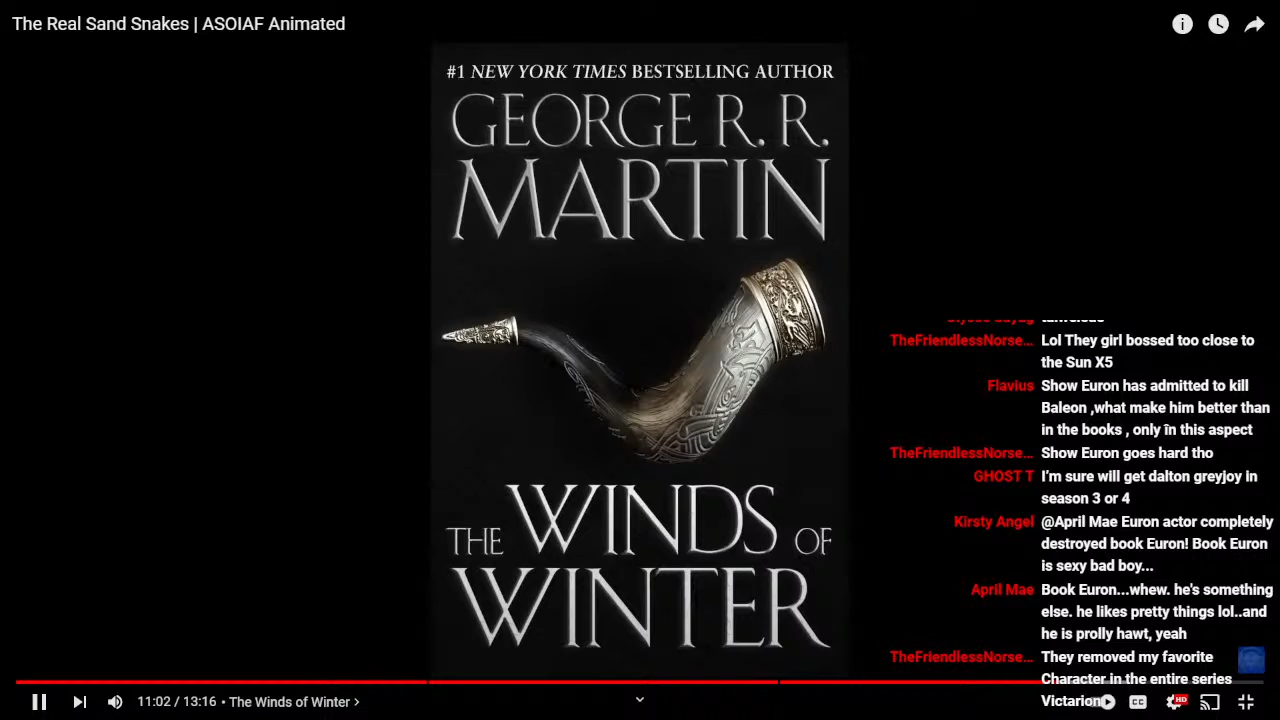 The Real Sand Snakes | ASOIAF Animated
#1 NEW YORK TIMES BESTSELLING AUTHOR
GEORGE R. R.
MARTIN
THE WINDS OF
WINTER
TheFriendlessNorse... Lol They girl bossed too close to
the Sun X5
Flavius Show Euron has admitted to kill
Baleon ,what make him better than
in the books , only în this aspect
TheFriendlessNorse... Show Euron goes hard tho
GHOST T I'm sure will get dalton greyjoy in
season 3 or 4
Kirsty Angel @April Mae Euron actor completely
destroyed book Euron! Book Euron
is sexy bad boy...
April Mae Book Euron...whew. he's something
else. he likes pretty things lol..and
he is prolly hawt, yeah
TheFriendlessNorse... They removed my favorite
Character in the entire series
Victarion
11:02 / 13:16 • The Winds of Winter >
CC
HD